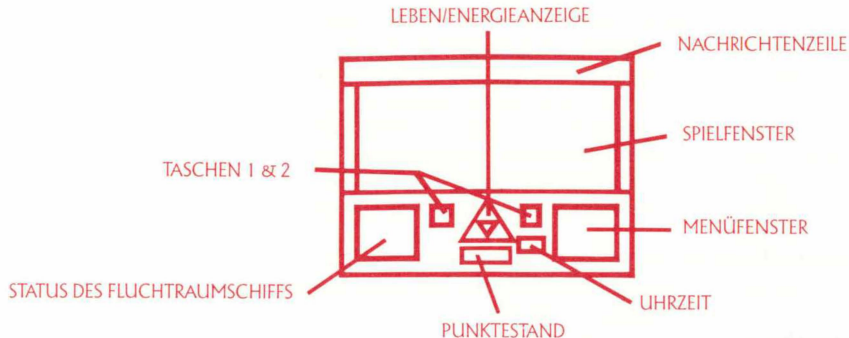 LEBEN/ENERGIEANZEIGE
NACHRICHTENZEILE
SPIELFENSTER
TASCHEN 1 & 2
MENÜFENSTER
STATUS DES FLUCHTRAUMSCHIFFS
UHRZEIT
PUNKTESTAND